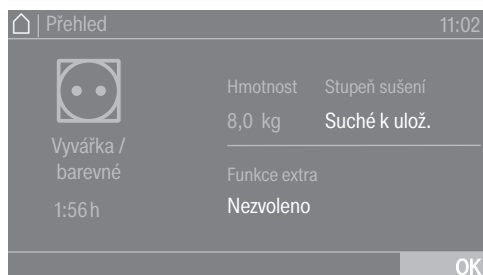 Přehled 11:02
Hmotnost Stupeň sušení
8,0 kg Suché k ulož.
Vyvářka /
barevné
1:56 h
Funkce extra
Nezvoleno
OK